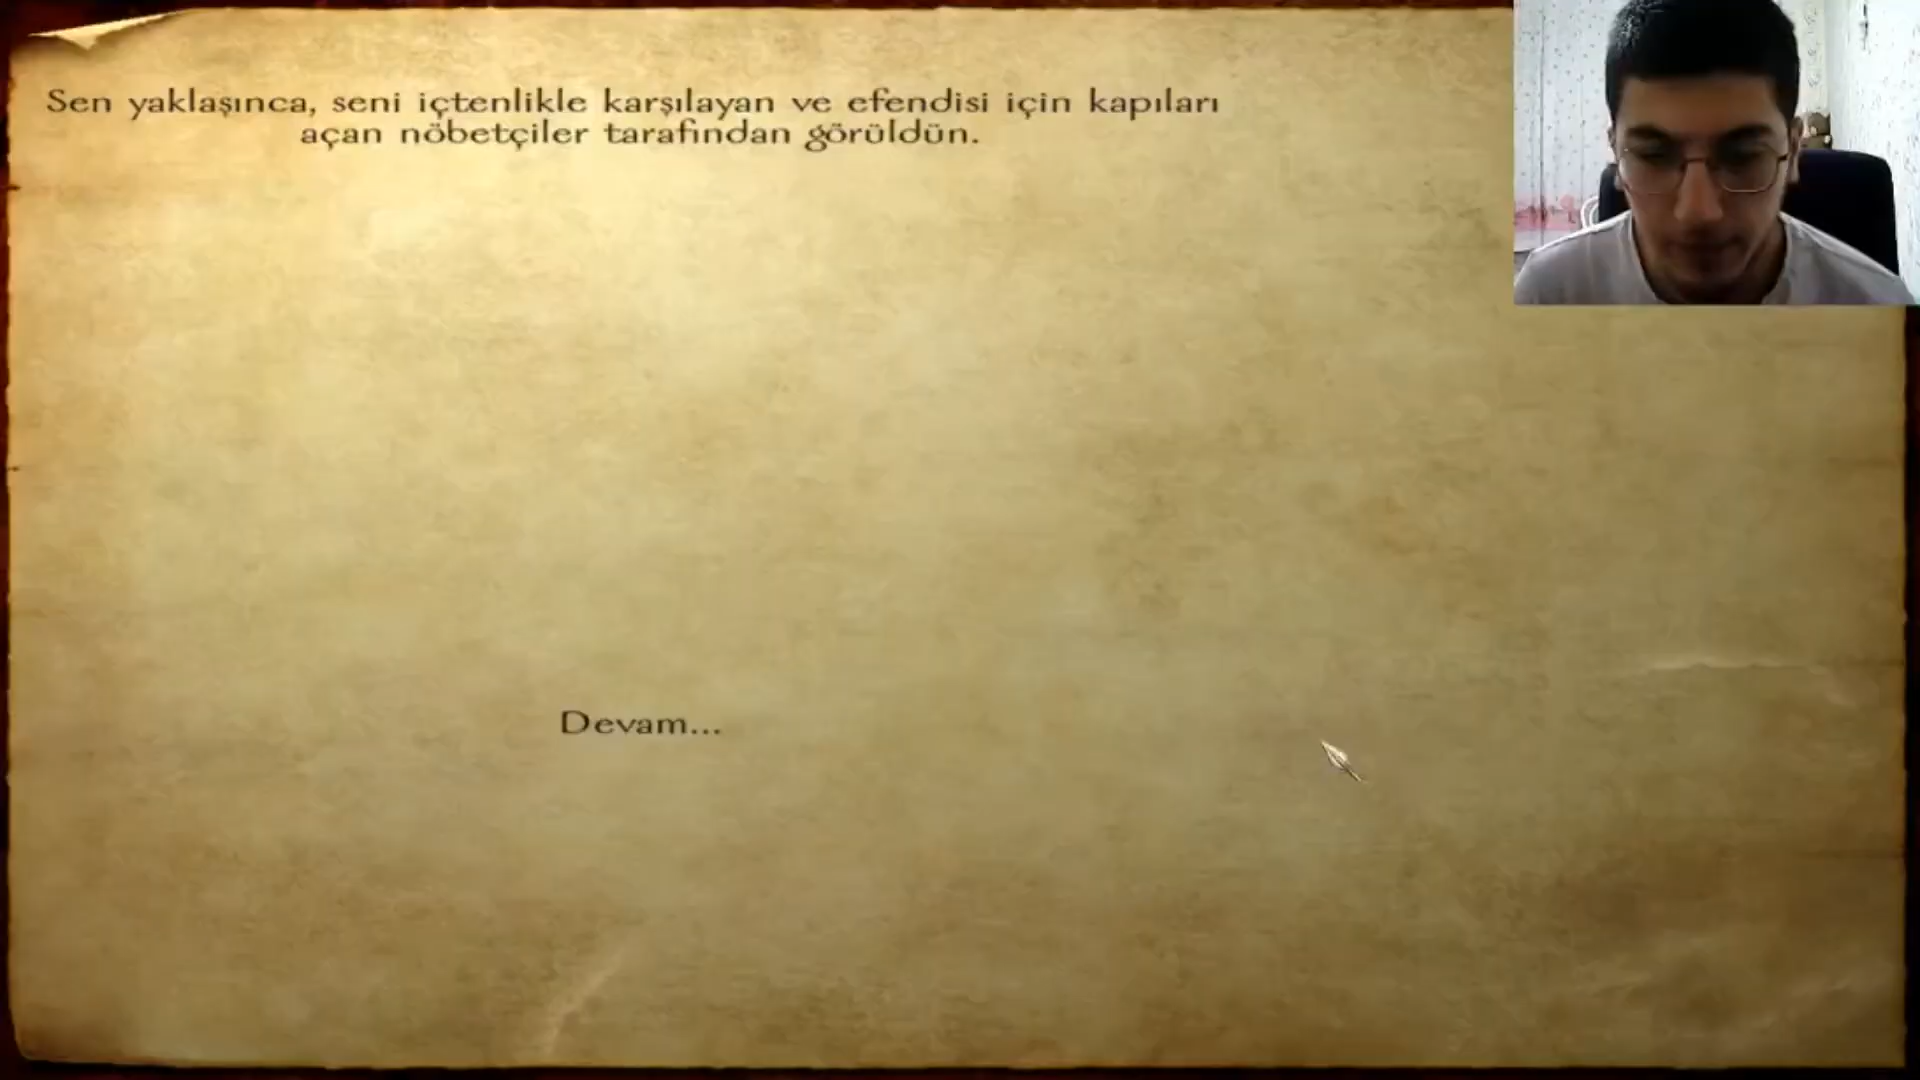 Sen yaklaşınca, seni içtenlikle karşılayan ve efendisi için kapıları
açan nöbetçiler tarafından görüldün.
Devam...